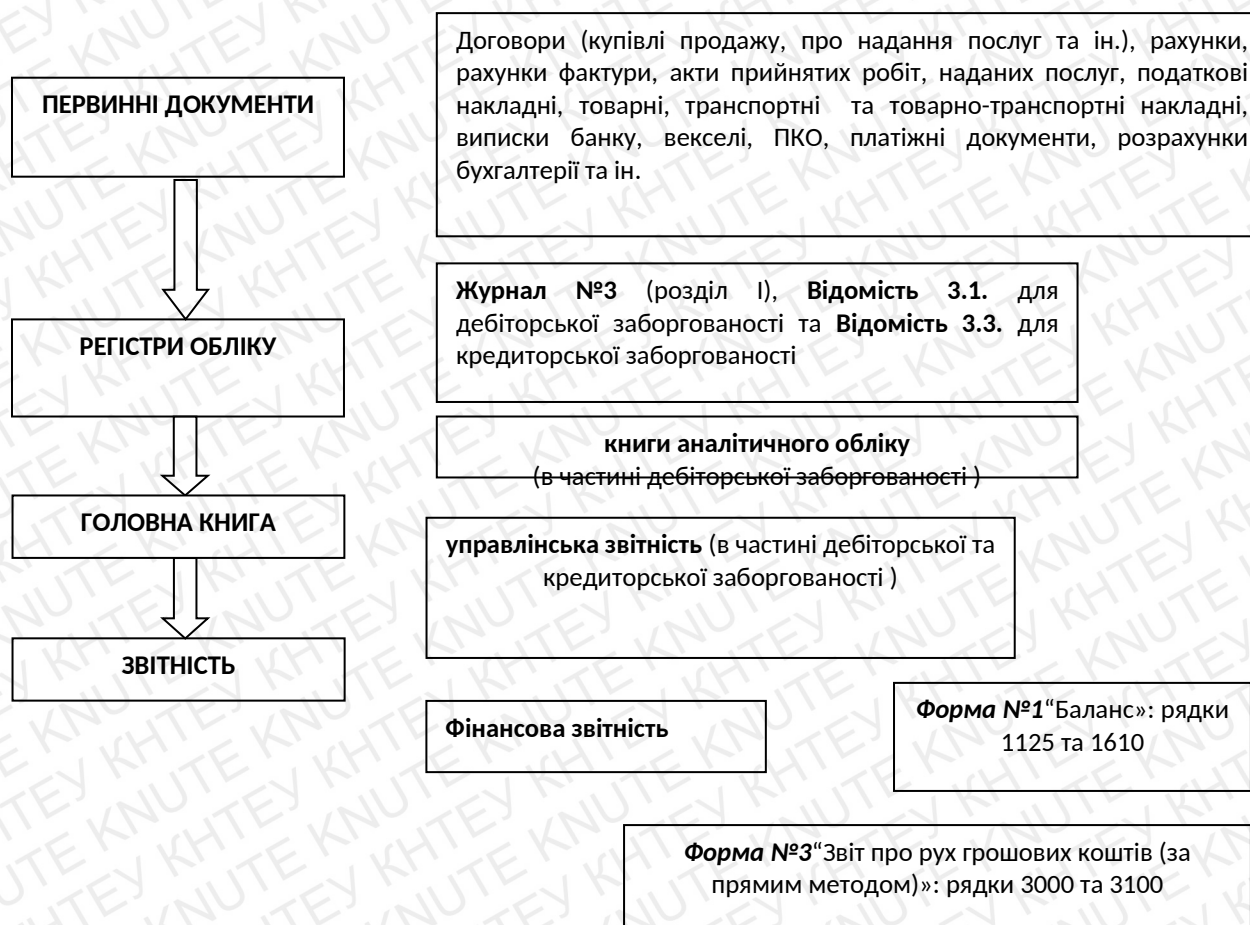 ПЕРВИННІ ДОКУМЕНТИ
Договори (купівлі продажу, про надання послуг та ін.), рахунки,
рахунки фактури, акти прийнятих робіт, наданих послуг, податкові
накладні, товарні, транспортні та товарно-транспортні накладні,
виписки банку, векселі, ПКО, платіжні документи, розрахунки
бухгалтерії та ін.
РЕГІСТРИ ОБЛІКУ
Журнал №3 (розділ І), Відомість 3.1. для
дебіторської заборгованості та Відомість 3.3. для
кредиторської заборгованості
книги аналітичного обліку
(в частині дебіторської заборгованості )
ГОЛОВНА КНИГА
управлінська звітність (в частині дебіторської та
кредиторської заборгованості )
ЗВІТНІСТЬ
Фінансова звітність
Форма №1“Баланс»: рядки
1125 та 1610
Форма №3“Звіт про рух грошових коштів (за
прямим методом)»: рядки 3000 та 3100